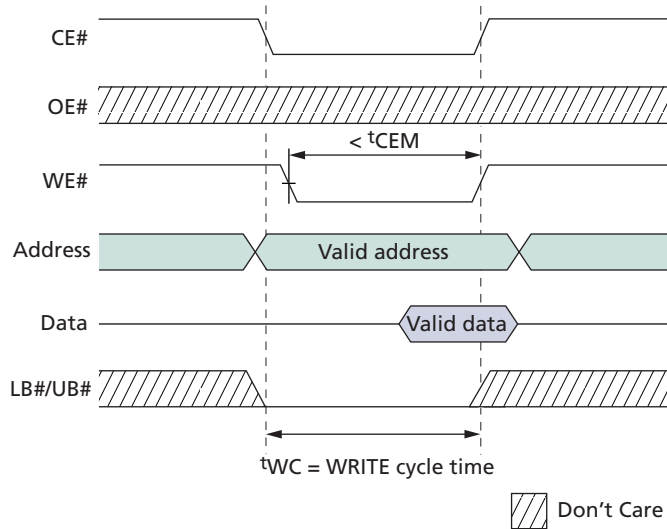 CE#
OE#
< tCEM
WE#
Address
Valid address
Data
Valid data
LB#/UB#
tWC = WRITE cycle time
Don't Care